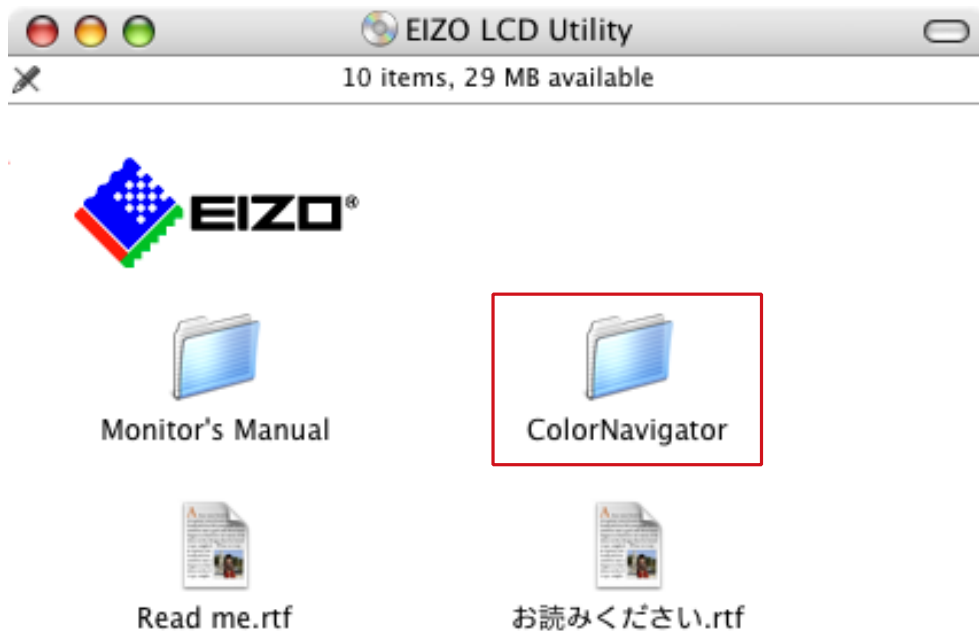 EIZO LCD Utility
10 items, 29 MB available
EIZO®
Monitor's Manual
ColorNavigator
Read me.rtf
お読みください.rtf